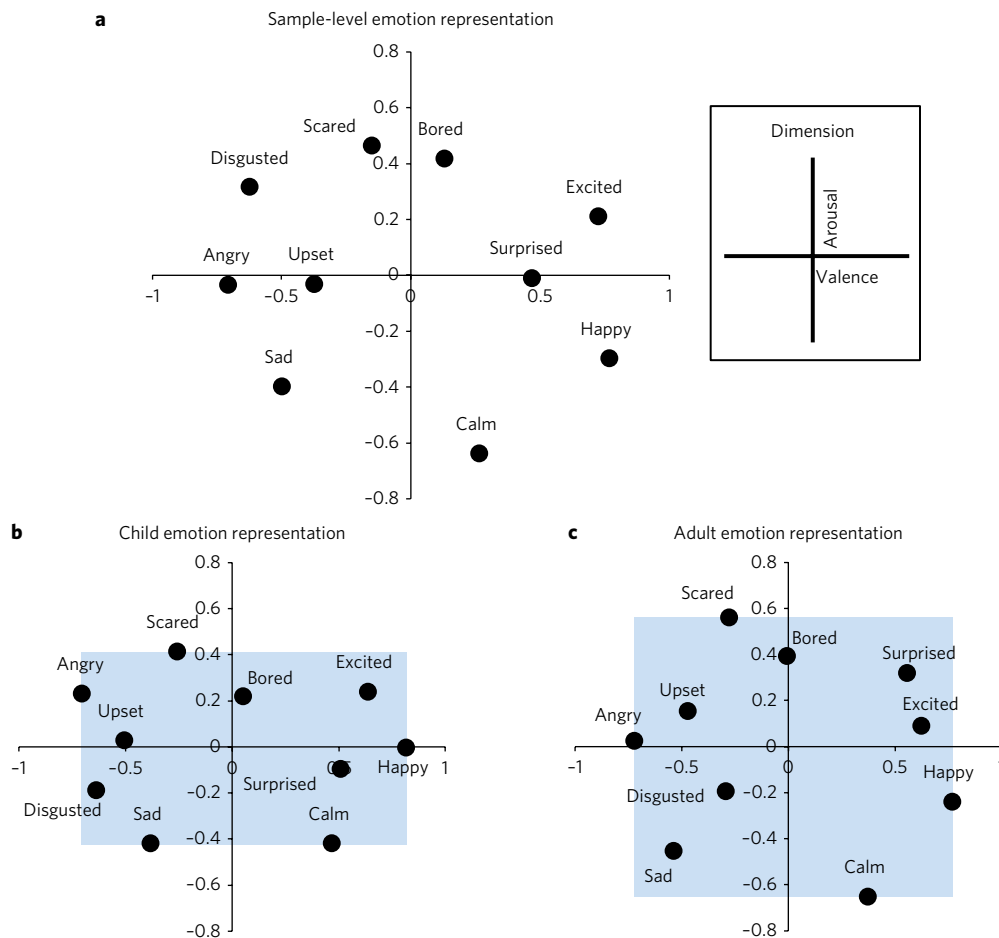 a
Sample-level emotion representation
0.8
0.6
Scared
Bored
Disgusted
0.4
Excited
0.2
Angry
Upset
Surprised
0
-1
-0.5
0
0.5
1
-0.2
Happy
Sad
-0.4
Calm
-0.6
-0.8
Dimension
Arousal
Valence
b
Child emotion representation
0.8
0.6
Scared
0.4
Angry
Bored
Excited
0.2
Upset
0
-1
-0.5
0
0.5
1
Surprised
Happy
-0.2
Disgusted
Sad
Calm
-0.4
-0.6
-0.8
c
Adult emotion representation
0.8
Scared
0.6
Bored
0.4
Surprised
Upset
0.2
Excited
Angry
0
-1
-0.5
0
0.5
Happy
-0.2
Disgusted
-0.4
Sad
Calm
-0.6
-0.8